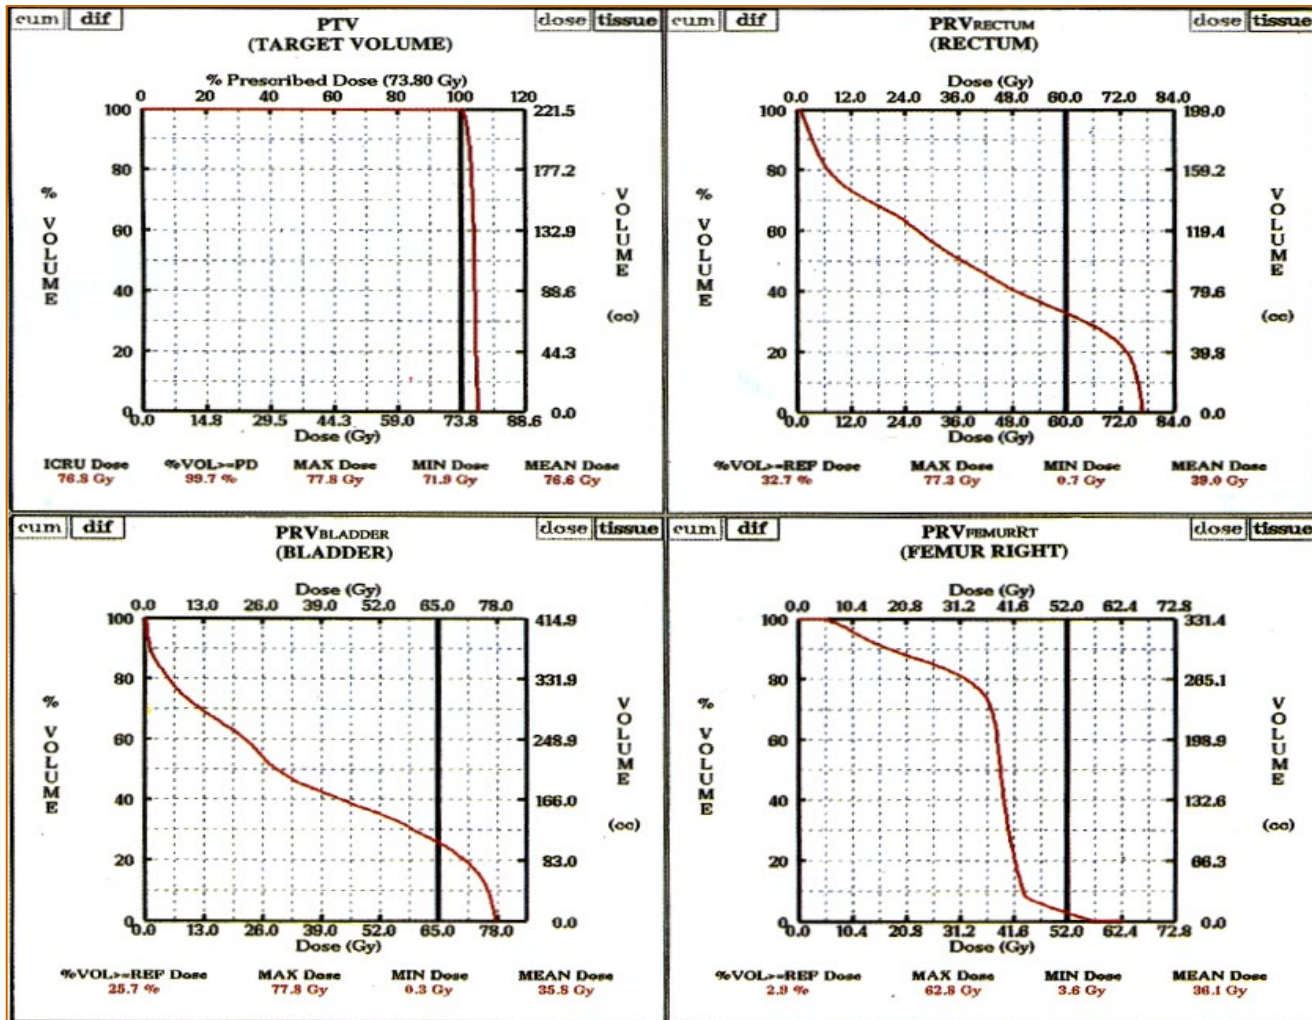 cum dif dose tissue
PTV
(TARGET VOLUME)
% Prescribed Dose (73.80 Gy)
0 20 40 60 80 100 120
100 221.5
80 177.2
60 132.9
40 88.6
20 44.3
0 0.0
% VOLUME
VOLUME (cc)
0.0 14.8 29.5 44.3 59.0 73.8 88.6
Dose (Gy)
ICRU Dose %VOL>=PD MAX Dose MIN Dose MEAN Dose
76.8 Gy 99.7 % 77.8 Gy 71.9 Gy 76.6 Gy
cum dif dose tissue
PRVRECTUM
(RECTUM)
Dose (Gy)
0.0 12.0 24.0 36.0 48.0 60.0 72.0 84.0
100 199.0
80 159.2
60 119.4
40 79.6
20 39.8
0 0.0
% VOLUME
VOLUME (cc)
0.0 12.0 24.0 36.0 48.0 60.0 72.0 84.0
Dose (Gy)
%VOL>=REF Dose MAX Dose MIN Dose MEAN Dose
32.7 % 77.3 Gy 0.7 Gy 39.0 Gy
cum dif dose tissue
PRVBLADDER
(BLADDER)
Dose (Gy)
0.0 13.0 26.0 39.0 52.0 65.0 78.0
100 414.9
80 331.9
60 248.9
40 166.0
20 83.0
0 0.0
% VOLUME
VOLUME (cc)
0.0 13.0 26.0 39.0 52.0 65.0 78.0
Dose (Gy)
%VOL>=REF Dose MAX Dose MIN Dose MEAN Dose
25.7 % 77.8 Gy 0.3 Gy 35.8 Gy
cum dif dose tissue
PRVFEMURRT
(FEMUR RIGHT)
Dose (Gy)
0.0 10.4 20.8 31.2 41.6 52.0 62.4 72.8
100 331.4
80 265.1
60 198.9
40 132.6
20 66.3
0 0.0
% VOLUME
VOLUME (cc)
0.0 10.4 20.8 31.2 41.6 52.0 62.4 72.8
Dose (Gy)
%VOL>=REF Dose MAX Dose MIN Dose MEAN Dose
2.9 % 62.8 Gy 3.6 Gy 36.1 Gy